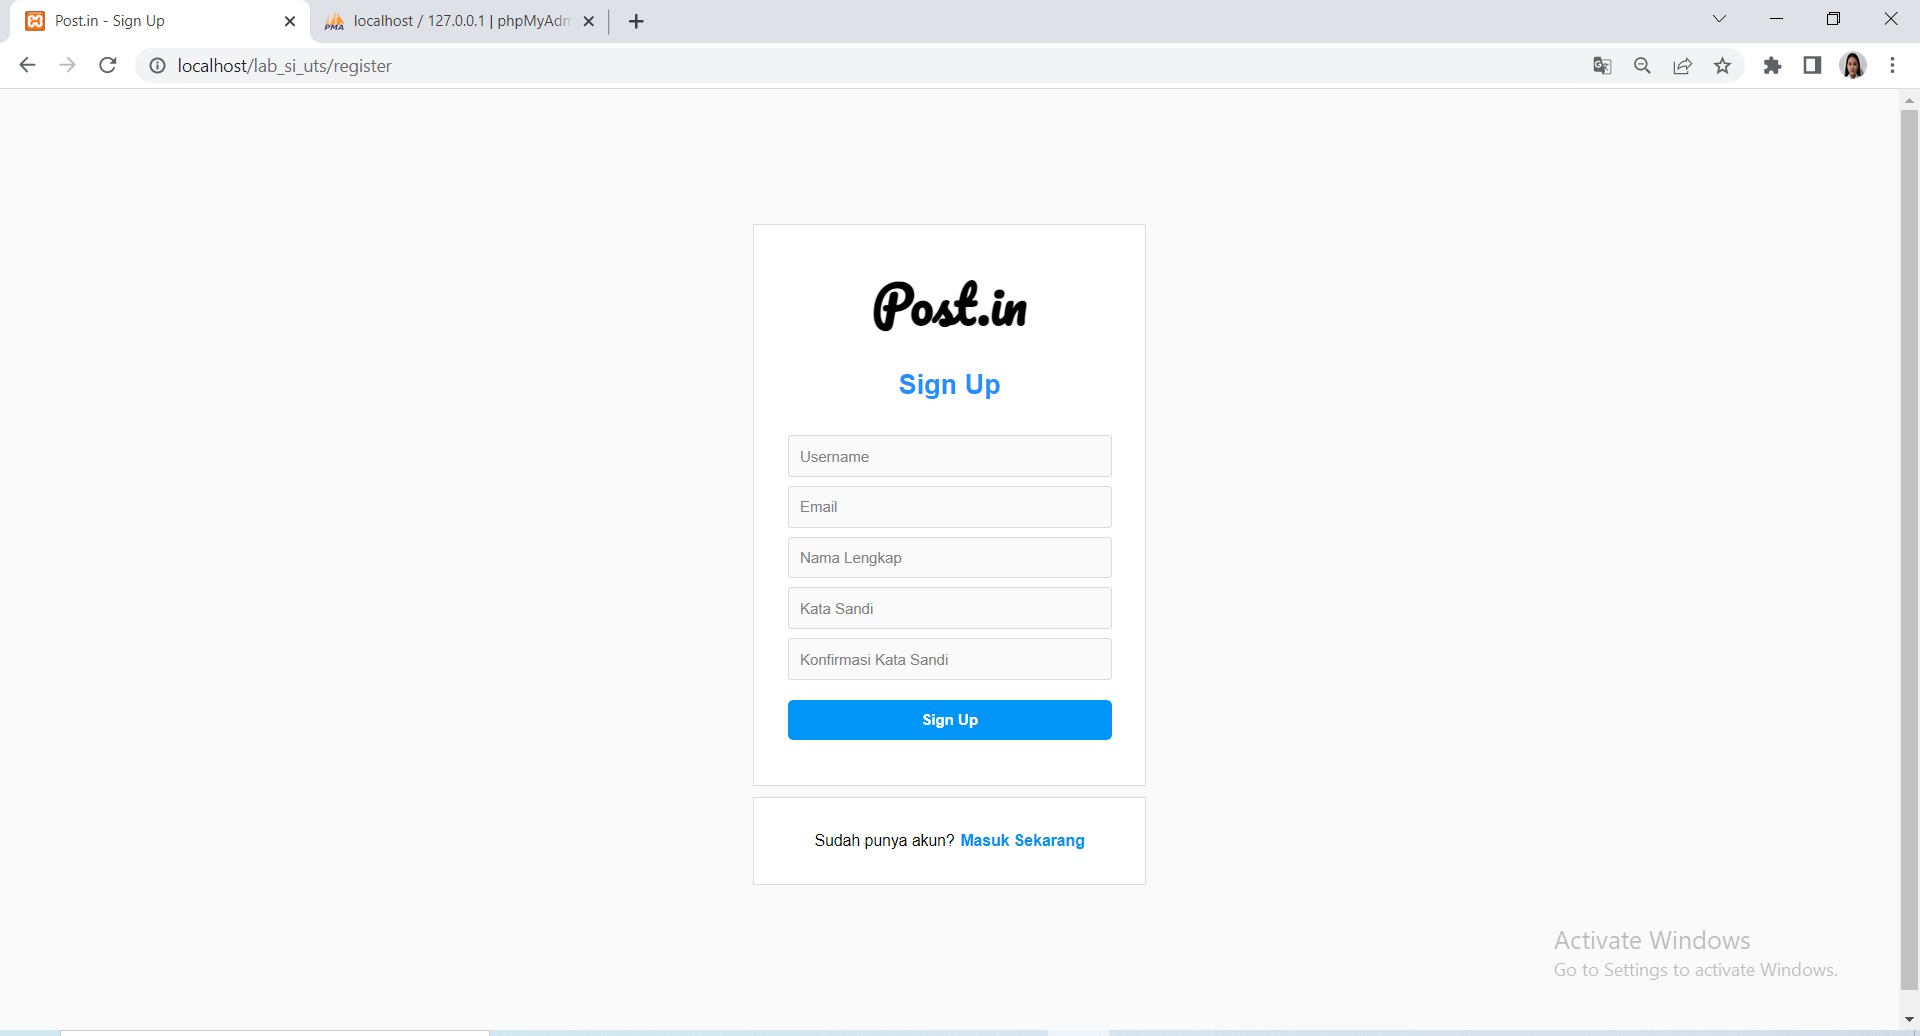 Post.in - Sign Up
localhost / 127.0.0.1 | phpMyAdm
localhost/lab_si_uts/register
Post.in
Sign Up
Username
Email
Nama Lengkap
Kata Sandi
Konfirmasi Kata Sandi
Sign Up
Sudah punya akun? Masuk Sekarang
Activate Windows
Go to Settings to activate Windows.